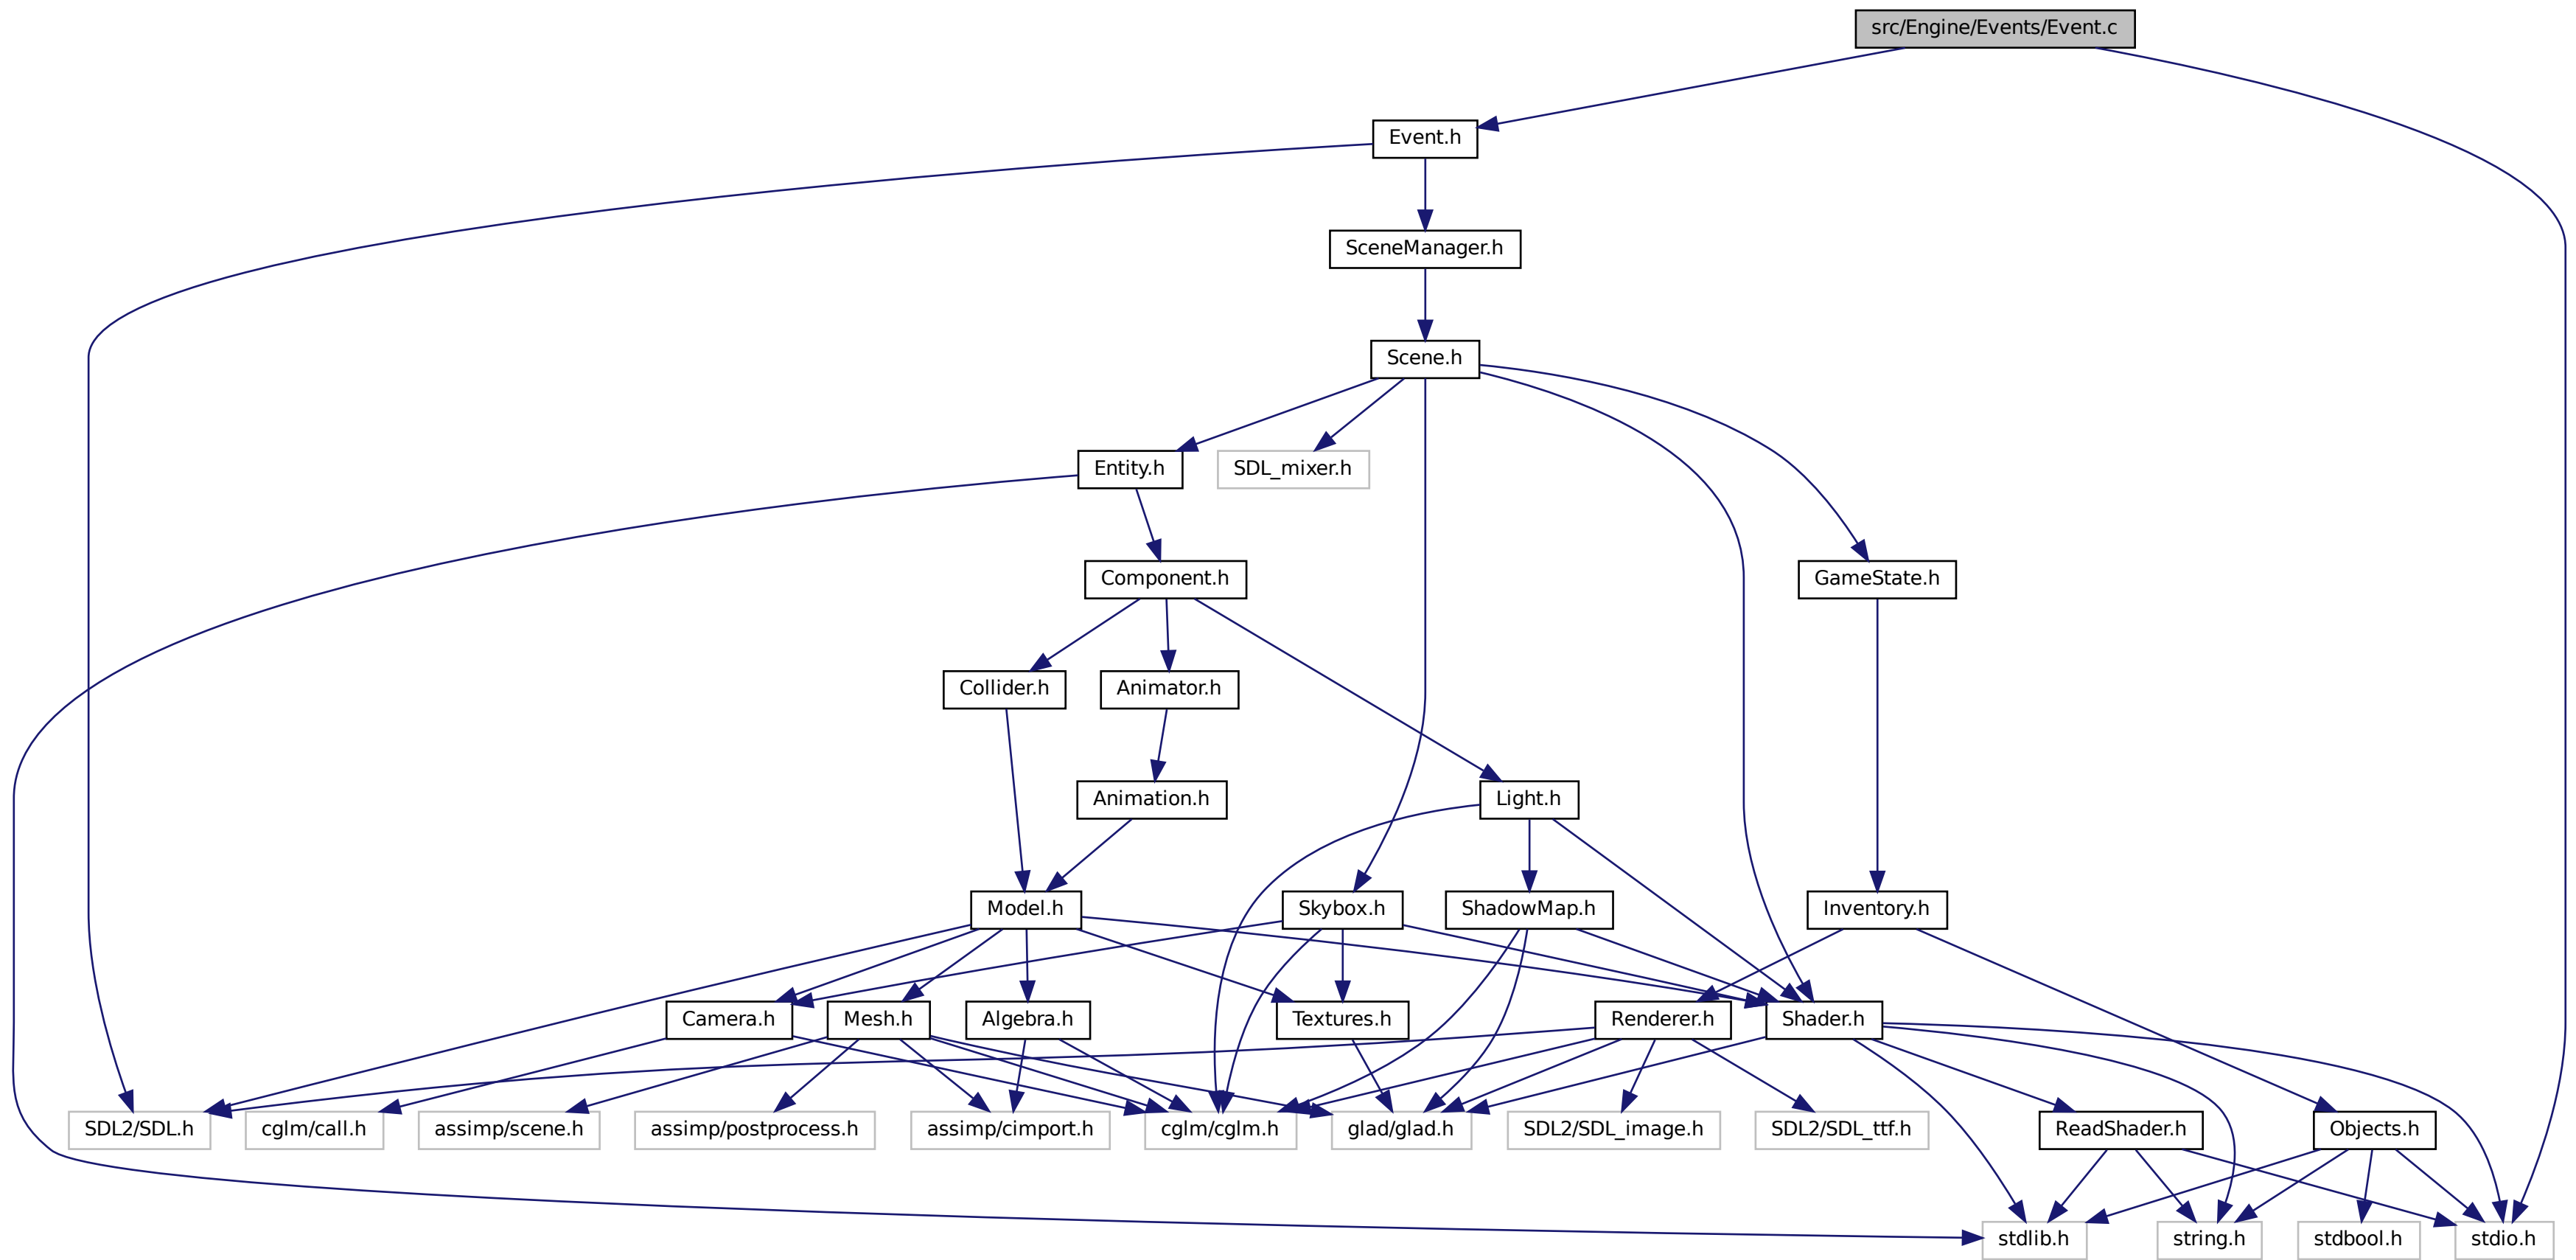 src/Engine/Events/Event.c
Event.h
SceneManager.h
Scene.h
Entity.h
SDL_mixer.h
Component.h
GameState.h
Collider.h
Animator.h
Animation.h
Light.h
Model.h
Skybox.h
ShadowMap.h
Inventory.h
Camera.h
Mesh.h
Algebra.h
Textures.h
Renderer.h
Shader.h
SDL2/SDL.h
cglm/call.h
assimp/scene.h
assimp/postprocess.h
assimp/cimport.h
cglm/cglm.h
glad/glad.h
SDL2/SDL_image.h
SDL2/SDL_ttf.h
ReadShader.h
Objects.h
stdlib.h
string.h
stdbool.h
stdio.h